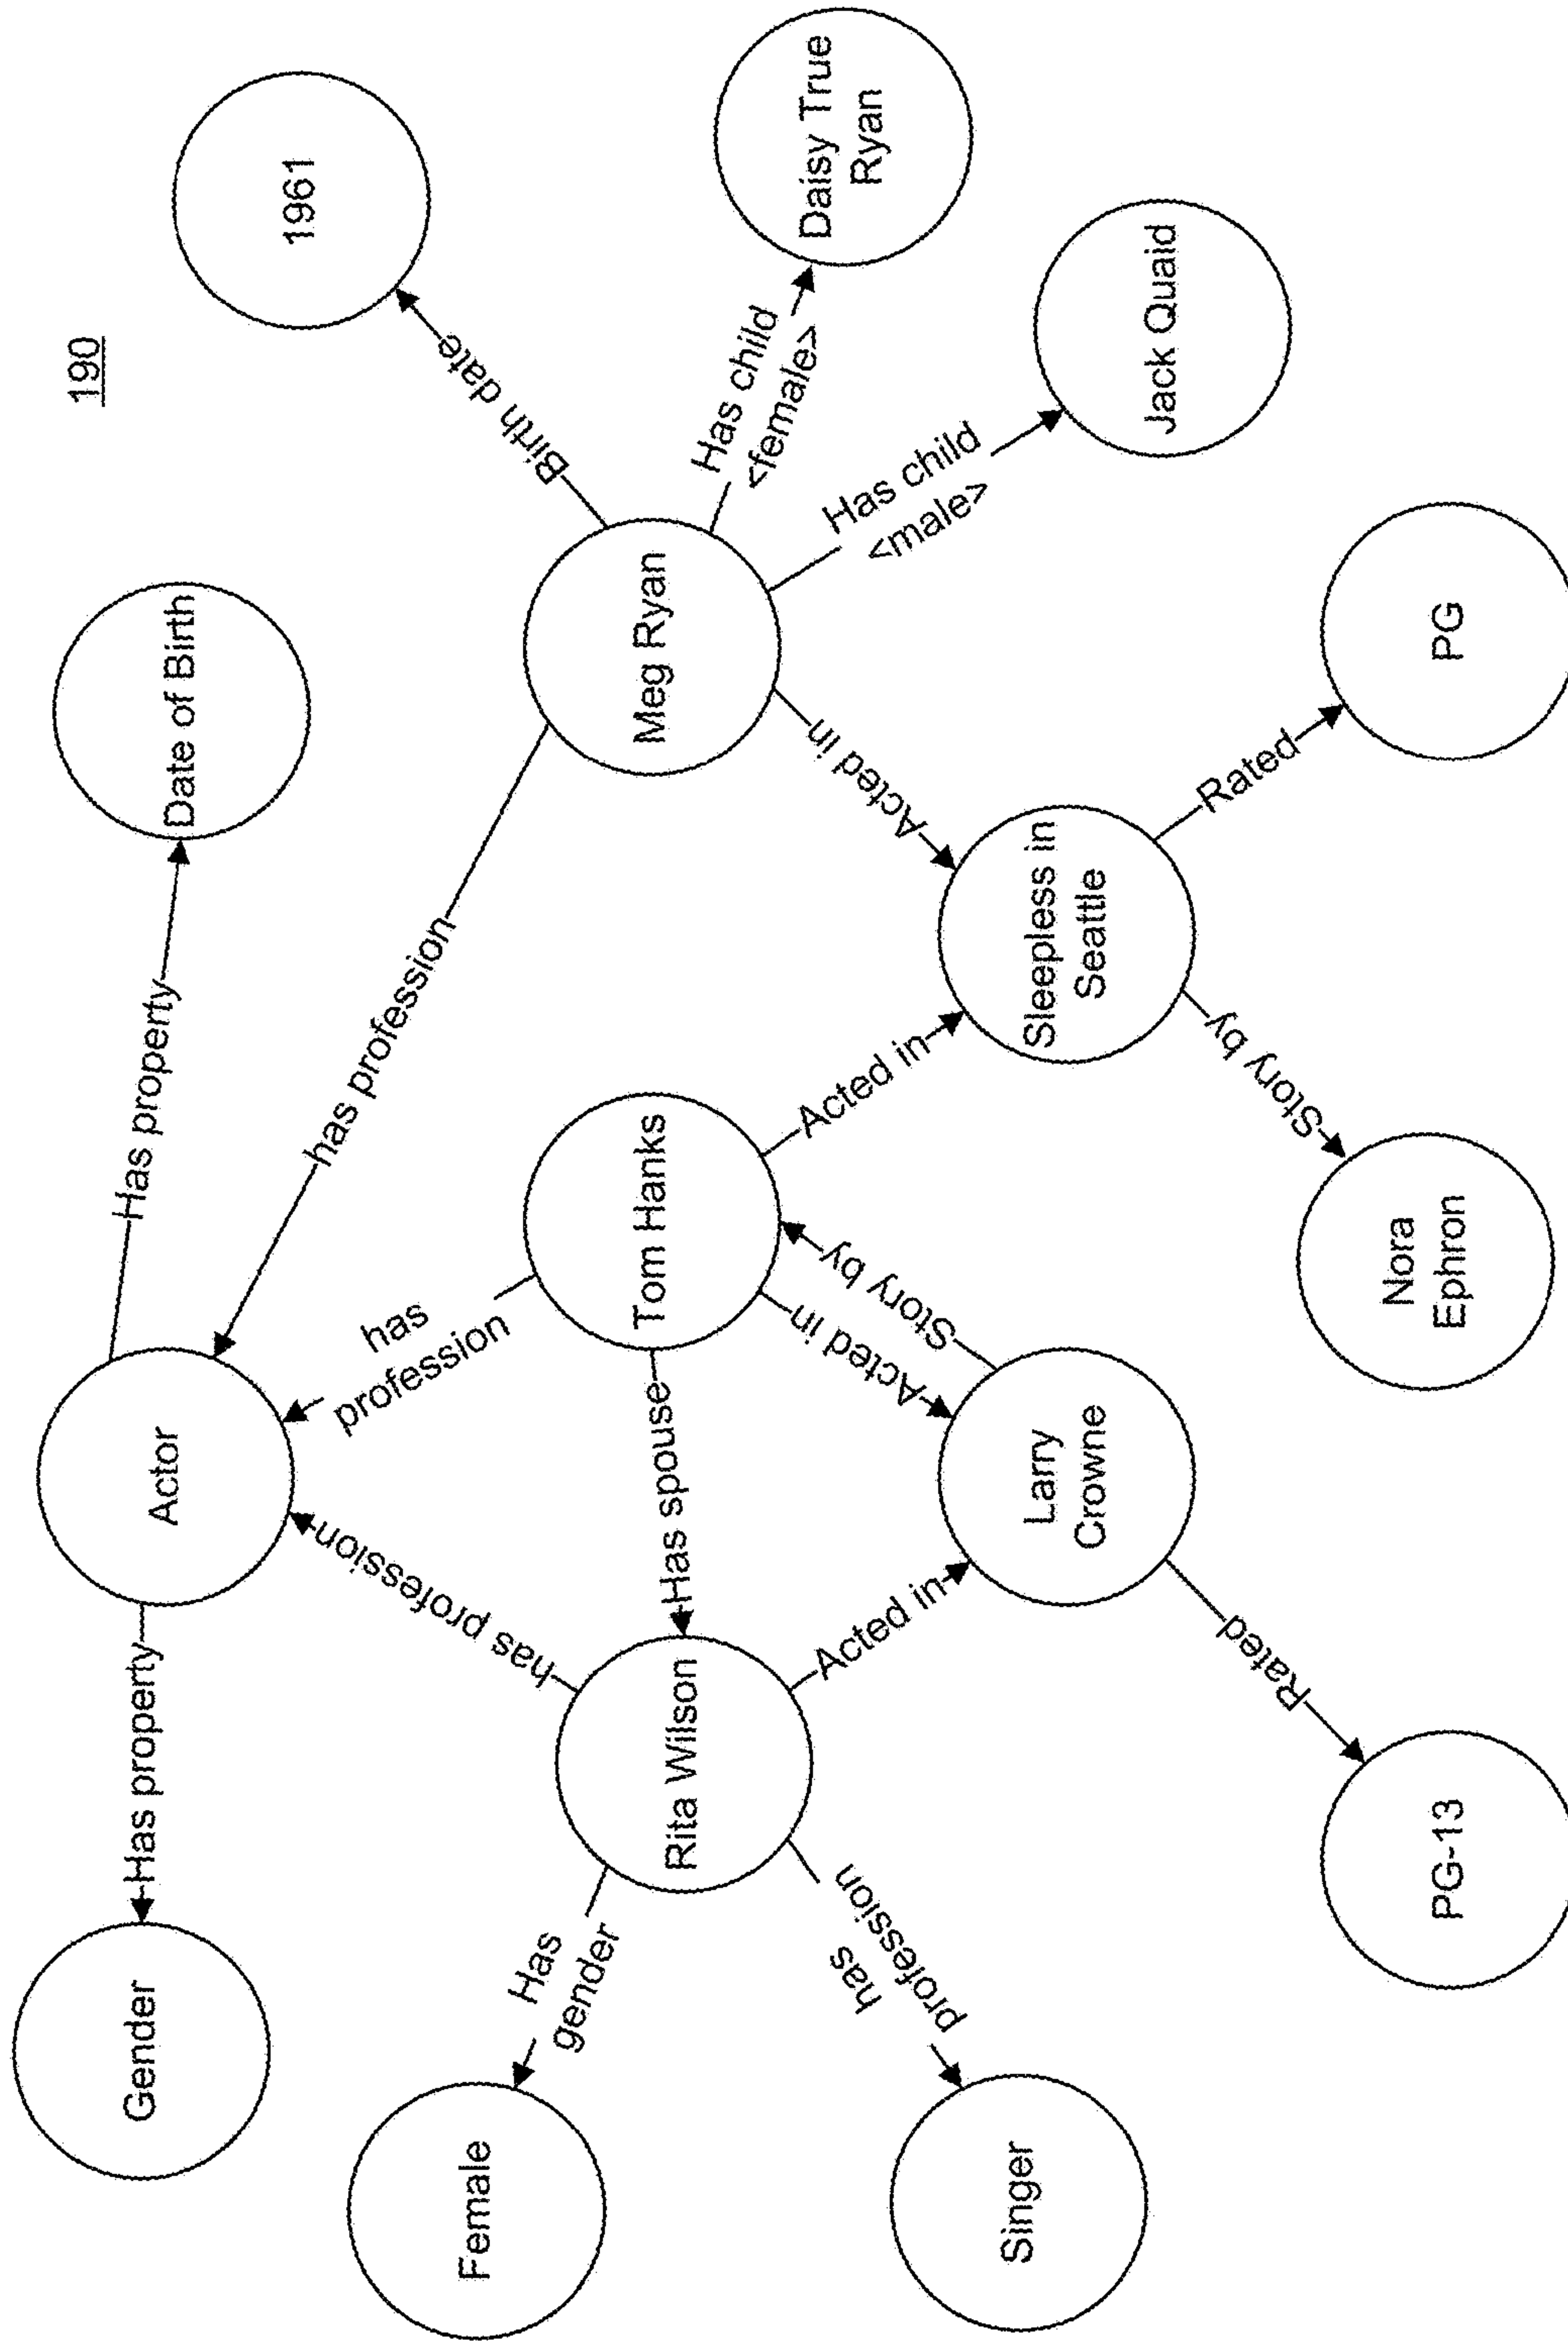 190
Gender
Has property
Actor
Has property
Date of Birth
1961
Birth date
has profession
has
profession
has profession
Female
Has
gender
Rita Wilson
Has spouse
Tom Hanks
Meg Ryan
Has child
<female>
Daisy True
Ryan
Has child
<male>
Jack Quaid
has
profession
Singer
Acted in
Acted in
Story by
Acted in
Acted in
Larry
Crowne
Sleepless in
Seattle
Rated
PG-13
Story by
Nora
Ephron
Rated
PG